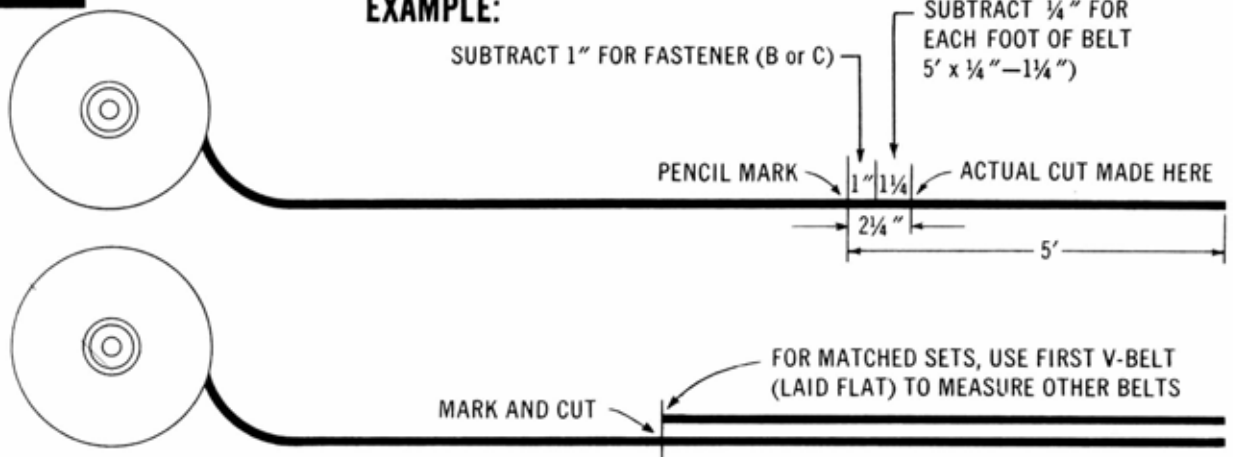 EXAMPLE:
SUBTRACT 1" FOR FASTENER (B or C)
SUBTRACT ¼" FOR
EACH FOOT OF BELT
5' x ¼"—1¼")
PENCIL MARK
1"
1¼
ACTUAL CUT MADE HERE
2¼"
5'
FOR MATCHED SETS, USE FIRST V-BELT
(LAID FLAT) TO MEASURE OTHER BELTS
MARK AND CUT